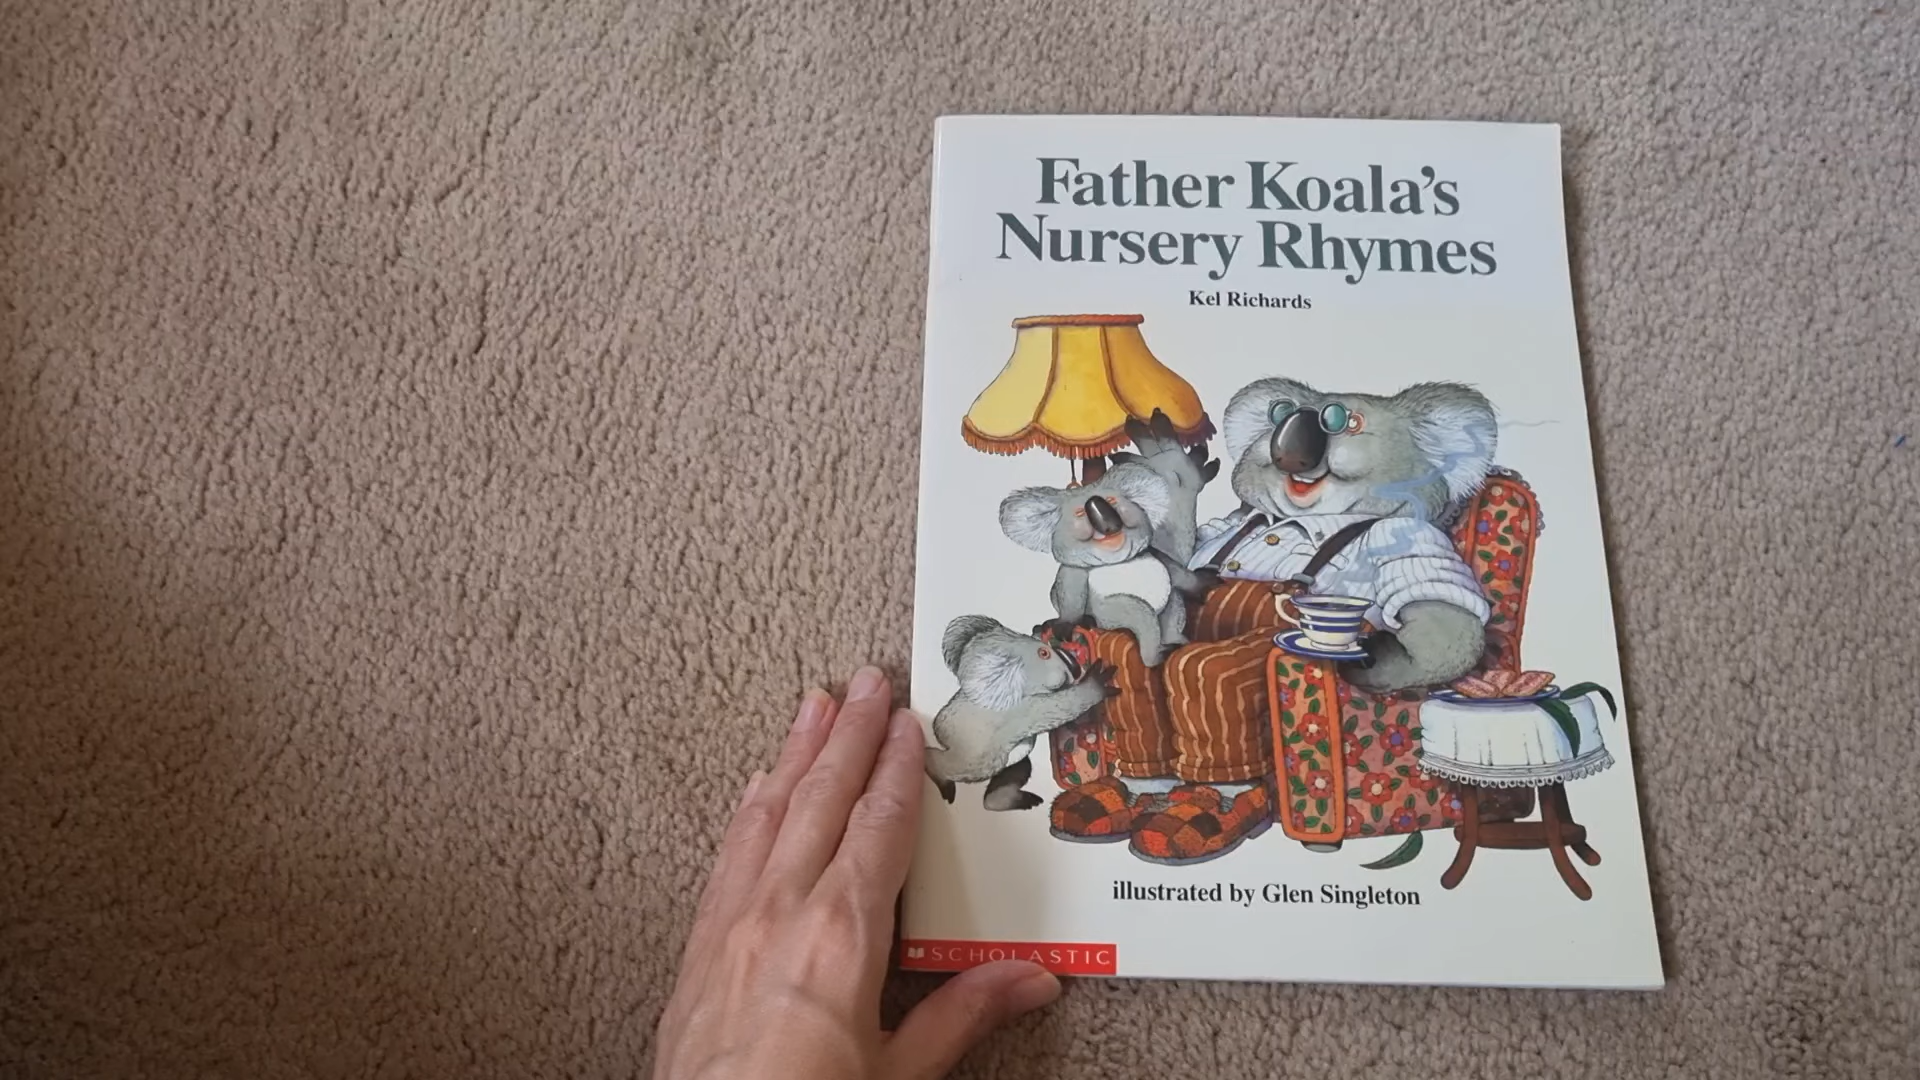 Father Koala's
Nursery Rhymes
Kel Richards
illustrated by Glen Singleton
SCHOLASTIC